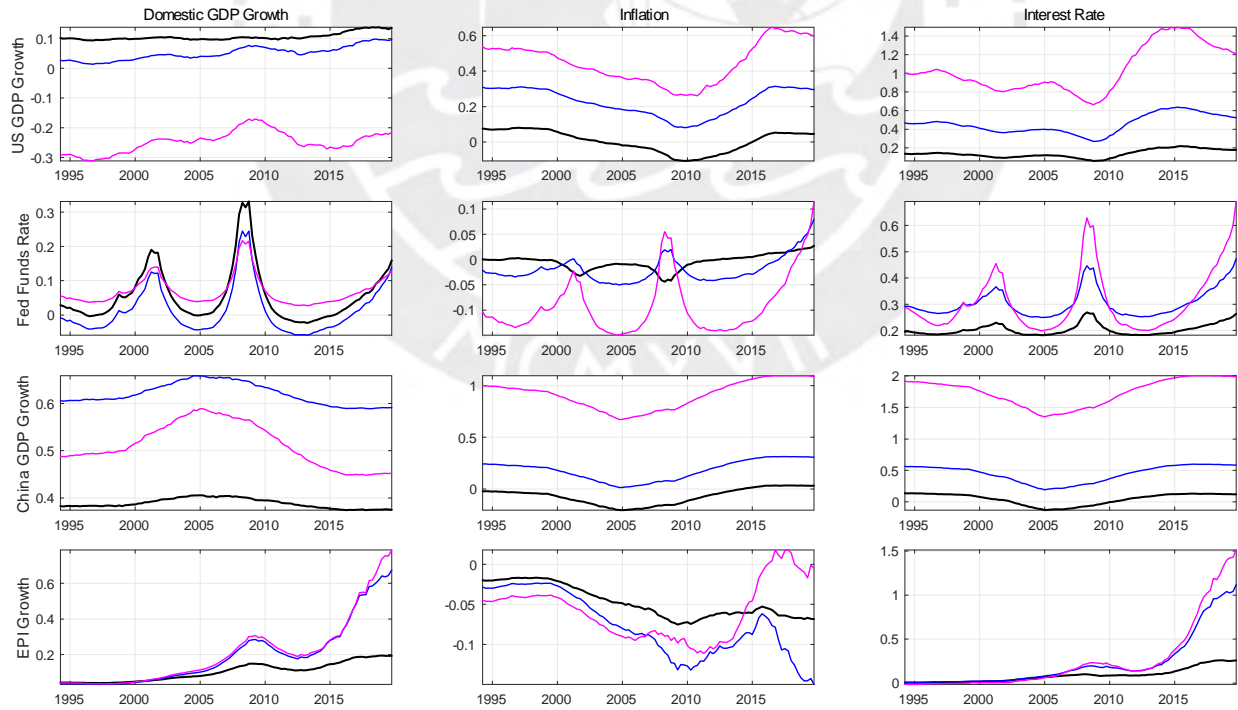 Domestic GDP Growth Inflation Interest Rate
US GDP Growth
0.1 0 -0.1 -0.2 -0.3
1995 2000 2005 2010 2015
0.6 0.4 0.2 0
1995 2000 2005 2010 2015
1.4 1.2 1 0.8 0.6 0.4 0.2
1995 2000 2005 2010 2015
Fed Funds Rate
0.3 0.2 0.1 0
1995 2000 2005 2010 2015
0.1 0.05 0 -0.05 -0.1
1995 2000 2005 2010 2015
0.6 0.5 0.4 0.3 0.2
1995 2000 2005 2010 2015
China GDP Growth
0.6 0.5 0.4
1995 2000 2005 2010 2015
1 0.5 0
1995 2000 2005 2010 2015
2 1.5 1 0.5 0
1995 2000 2005 2010 2015
EPI Growth
0.6 0.4 0.2
1995 2000 2005 2010 2015
0 -0.05 -0.1
1995 2000 2005 2010 2015
1.5 1 0.5 0
1995 2000 2005 2010 2015
MCMXVII